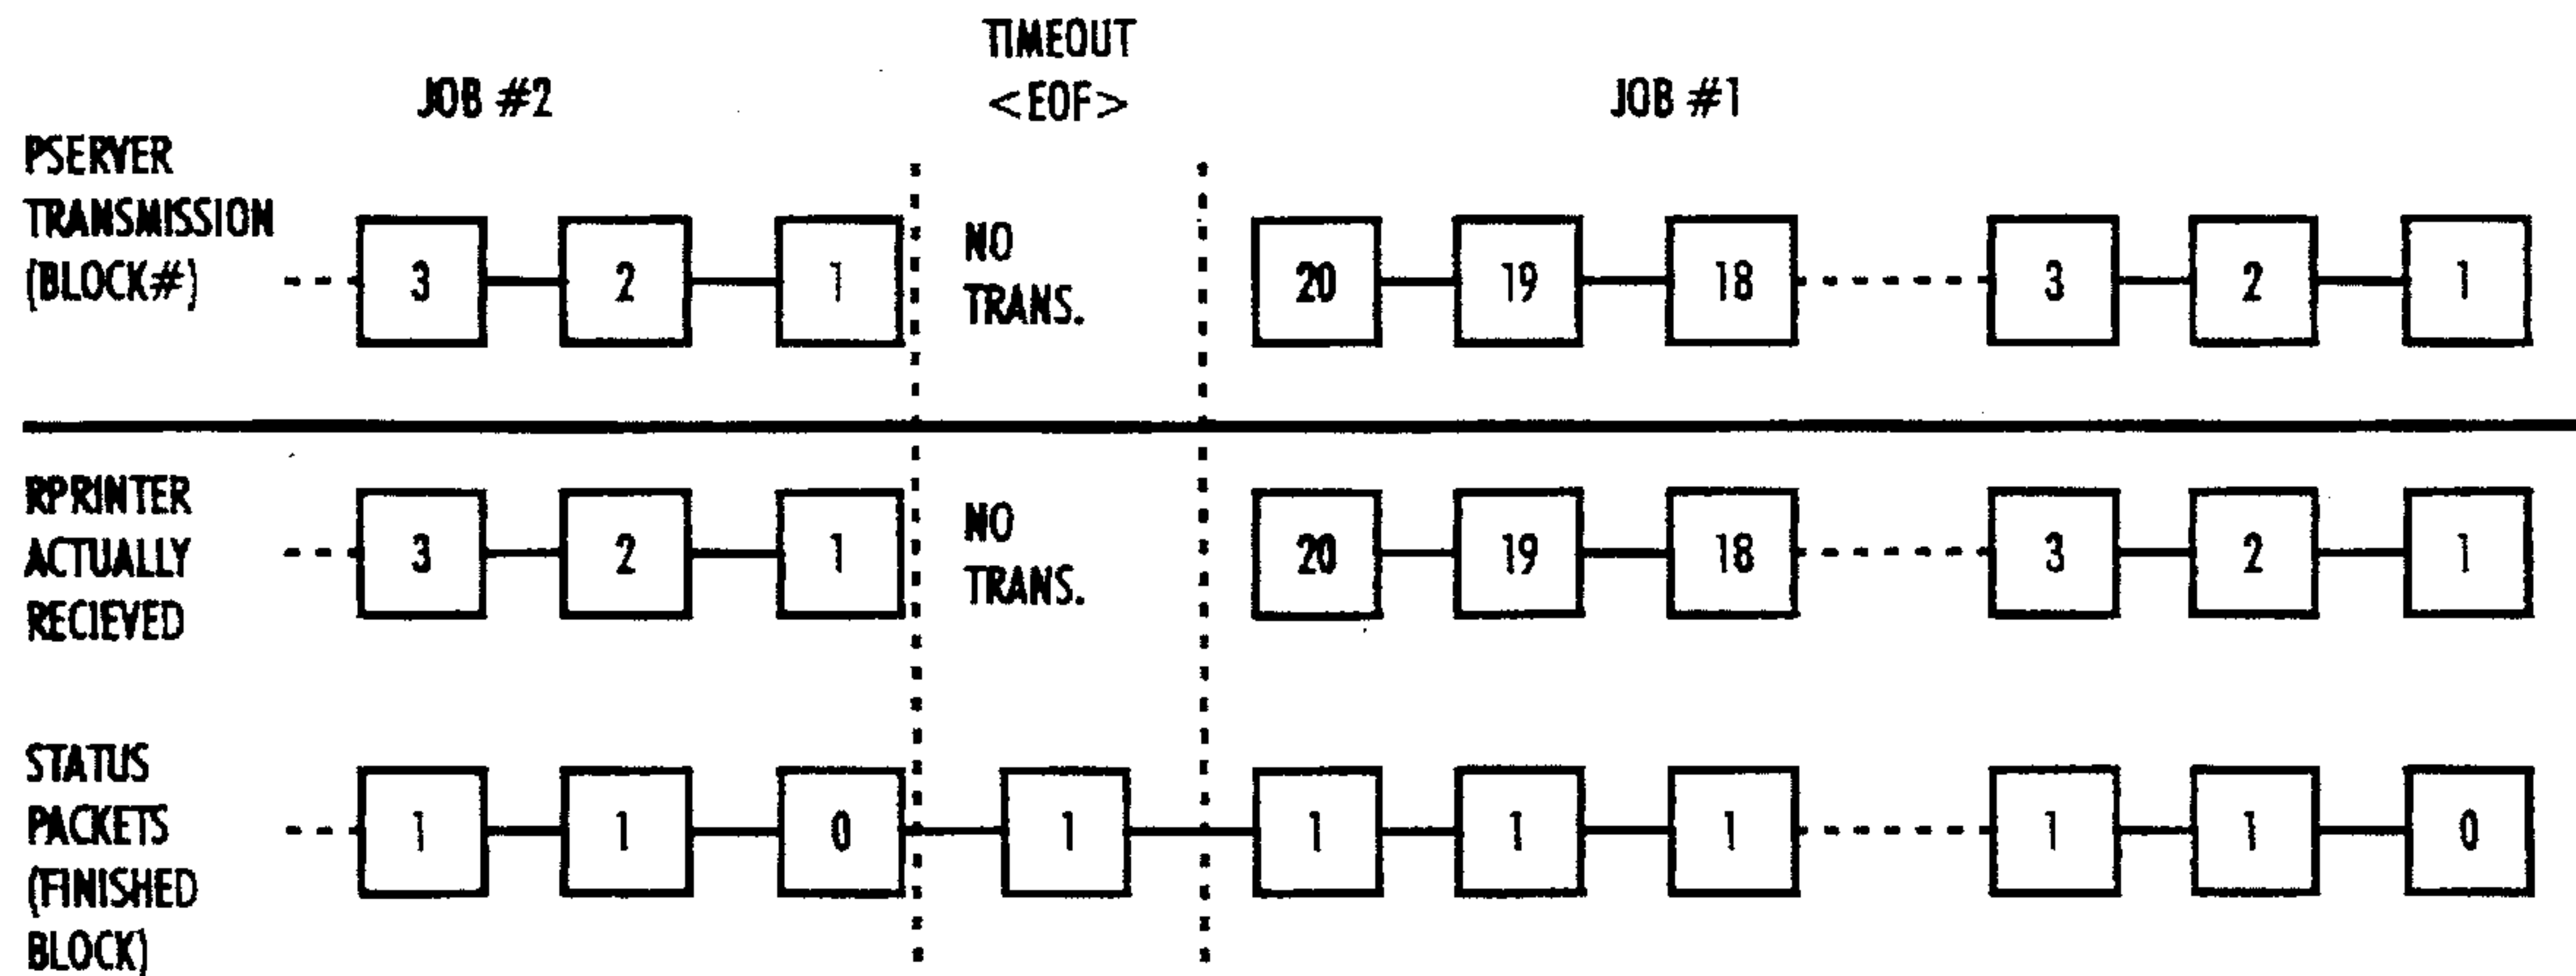 TIMEOUT
<EOF>
JOB #2
JOB #1
PSERVER
TRANSMISSION
(BLOCK#)
3 2 1
NO
TRANS.
20 19 18 3 2 1
RPRINTER
ACTUALLY
RECIEVED
3 2 1
NO
TRANS.
20 19 18 3 2 1
STATUS
PACKETS
(FINISHED
BLOCK)
1 1 0 1 1 1 1 1 1 0